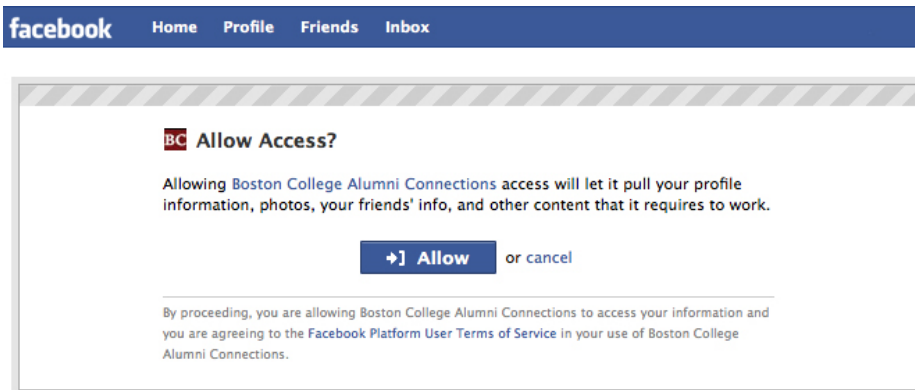 facebook Home Profile Friends Inbox
BC Allow Access?
Allowing Boston College Alumni Connections access will let it pull your profile
information, photos, your friends' info, and other content that it requires to work.
Allow or cancel
By proceeding, you are allowing Boston College Alumni Connections to access your information and
you are agreeing to the Facebook Platform User Terms of Service in your use of Boston College
Alumni Connections.